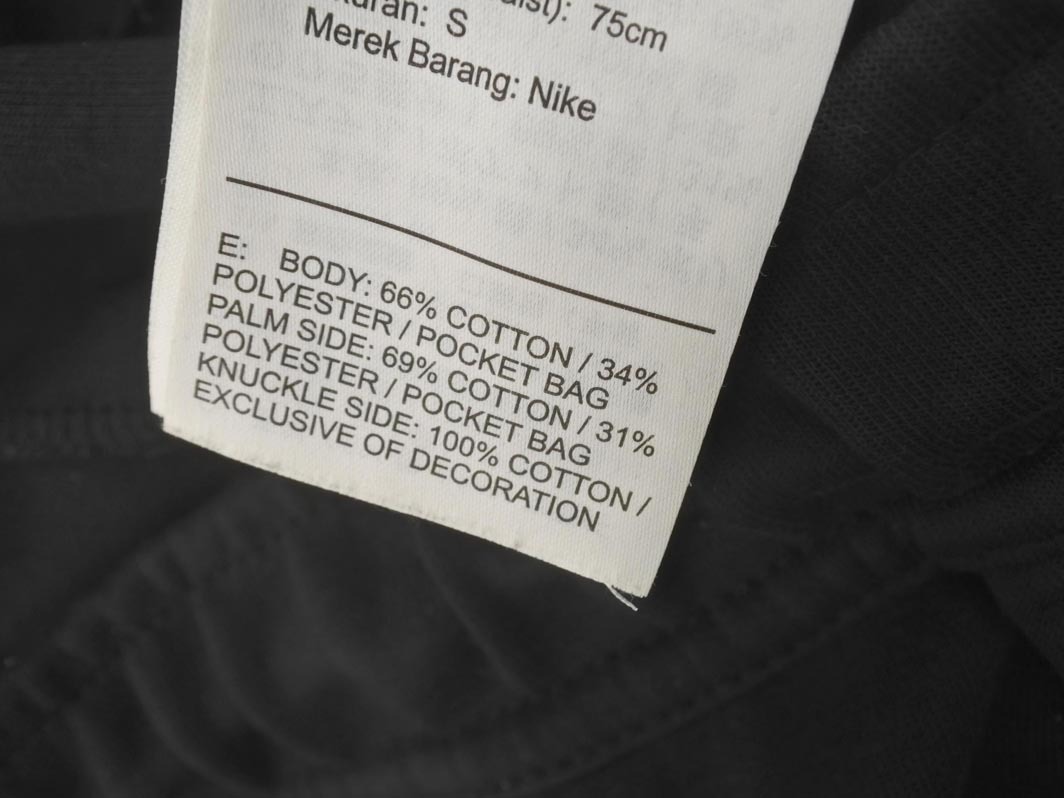 75cm
S
Merek Barang: Nike
E: BODY: 66% COTTON / 34%
POLYESTER / POCKET BAG
PALM SIDE: 69% COTTON / 31%
POLYESTER / POCKET BAG
KNUCKLE SIDE: 100% COTTON /
EXCLUSIVE OF DECORATION